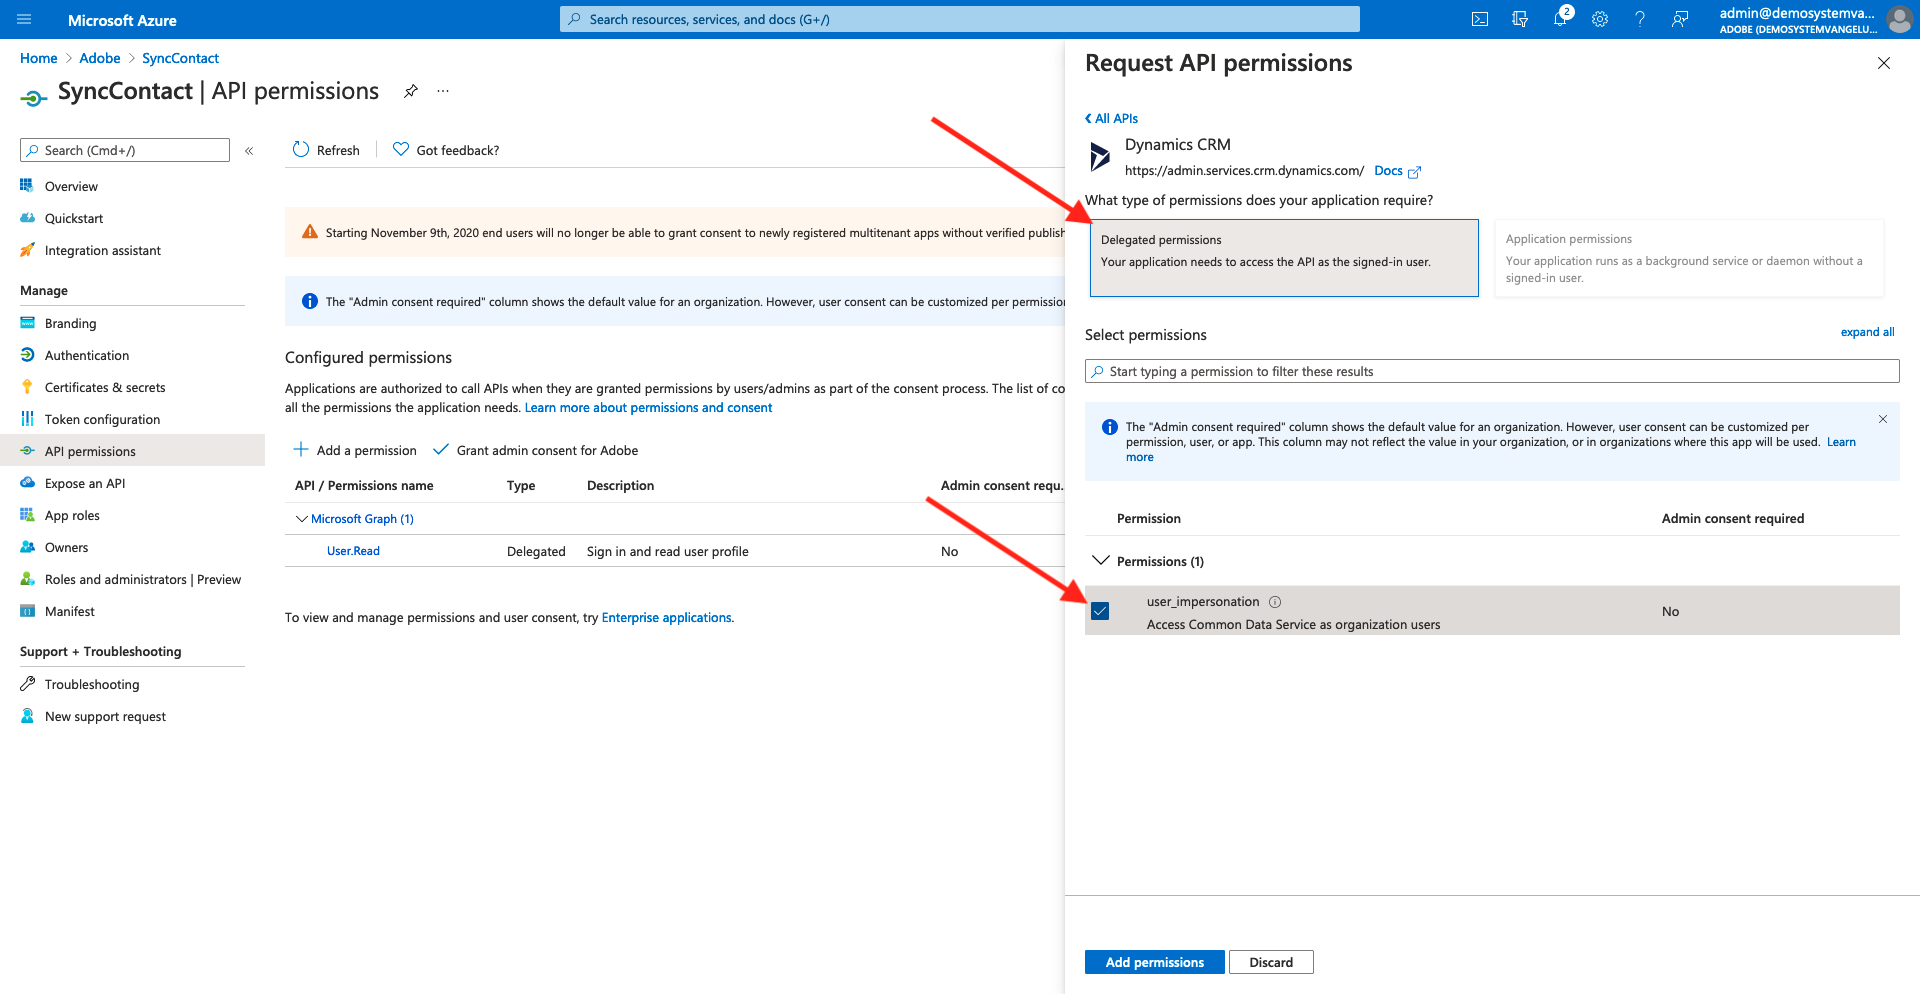 Microsoft Azure
Search resources, services, and docs (G+/)
2
admin@demosystemva...
ADOBE (DEMOSYSTEMVANGELU...
Home > Adobe > SyncContact
SyncContact | API permissions
Search (Cmd+/)
Overview
Quickstart
Integration assistant
Manage
Branding
Authentication
Certificates & secrets
Token configuration
API permissions
Expose an API
App roles
Owners
Roles and administrators | Preview
Manifest
Support + Troubleshooting
Troubleshooting
New support request
Refresh
Got feedback?
Starting November 9th, 2020 end users will no longer be able to grant consent to newly registered multitenant apps without verified publish
The "Admin consent required" column shows the default value for an organization. However, user consent can be customized per permission
Configured permissions
Applications are authorized to call APIs when they are granted permissions by users/admins as part of the consent process. The list of co
all the permissions the application needs. Learn more about permissions and consent
Add a permission
Grant admin consent for Adobe
API / Permissions name Type Description Admin consent requ...
Microsoft Graph (1)
User.Read Delegated Sign in and read user profile No
To view and manage permissions and user consent, try Enterprise applications.
Request API permissions
All APIs
Dynamics CRM
https://admin.services.crm.dynamics.com/ Docs
What type of permissions does your application require?
Delegated permissions
Your application needs to access the API as the signed-in user.
Application permissions
Your application runs as a background service or daemon without a
signed-in user.
Select permissions
expand all
Start typing a permission to filter these results
The "Admin consent required" column shows the default value for an organization. However, user consent can be customized per
permission, user, or app. This column may not reflect the value in your organization, or in organizations where this app will be used. Learn
more
Permission Admin consent required
Permissions (1)
user_impersonation
Access Common Data Service as organization users
No
Add permissions
Discard